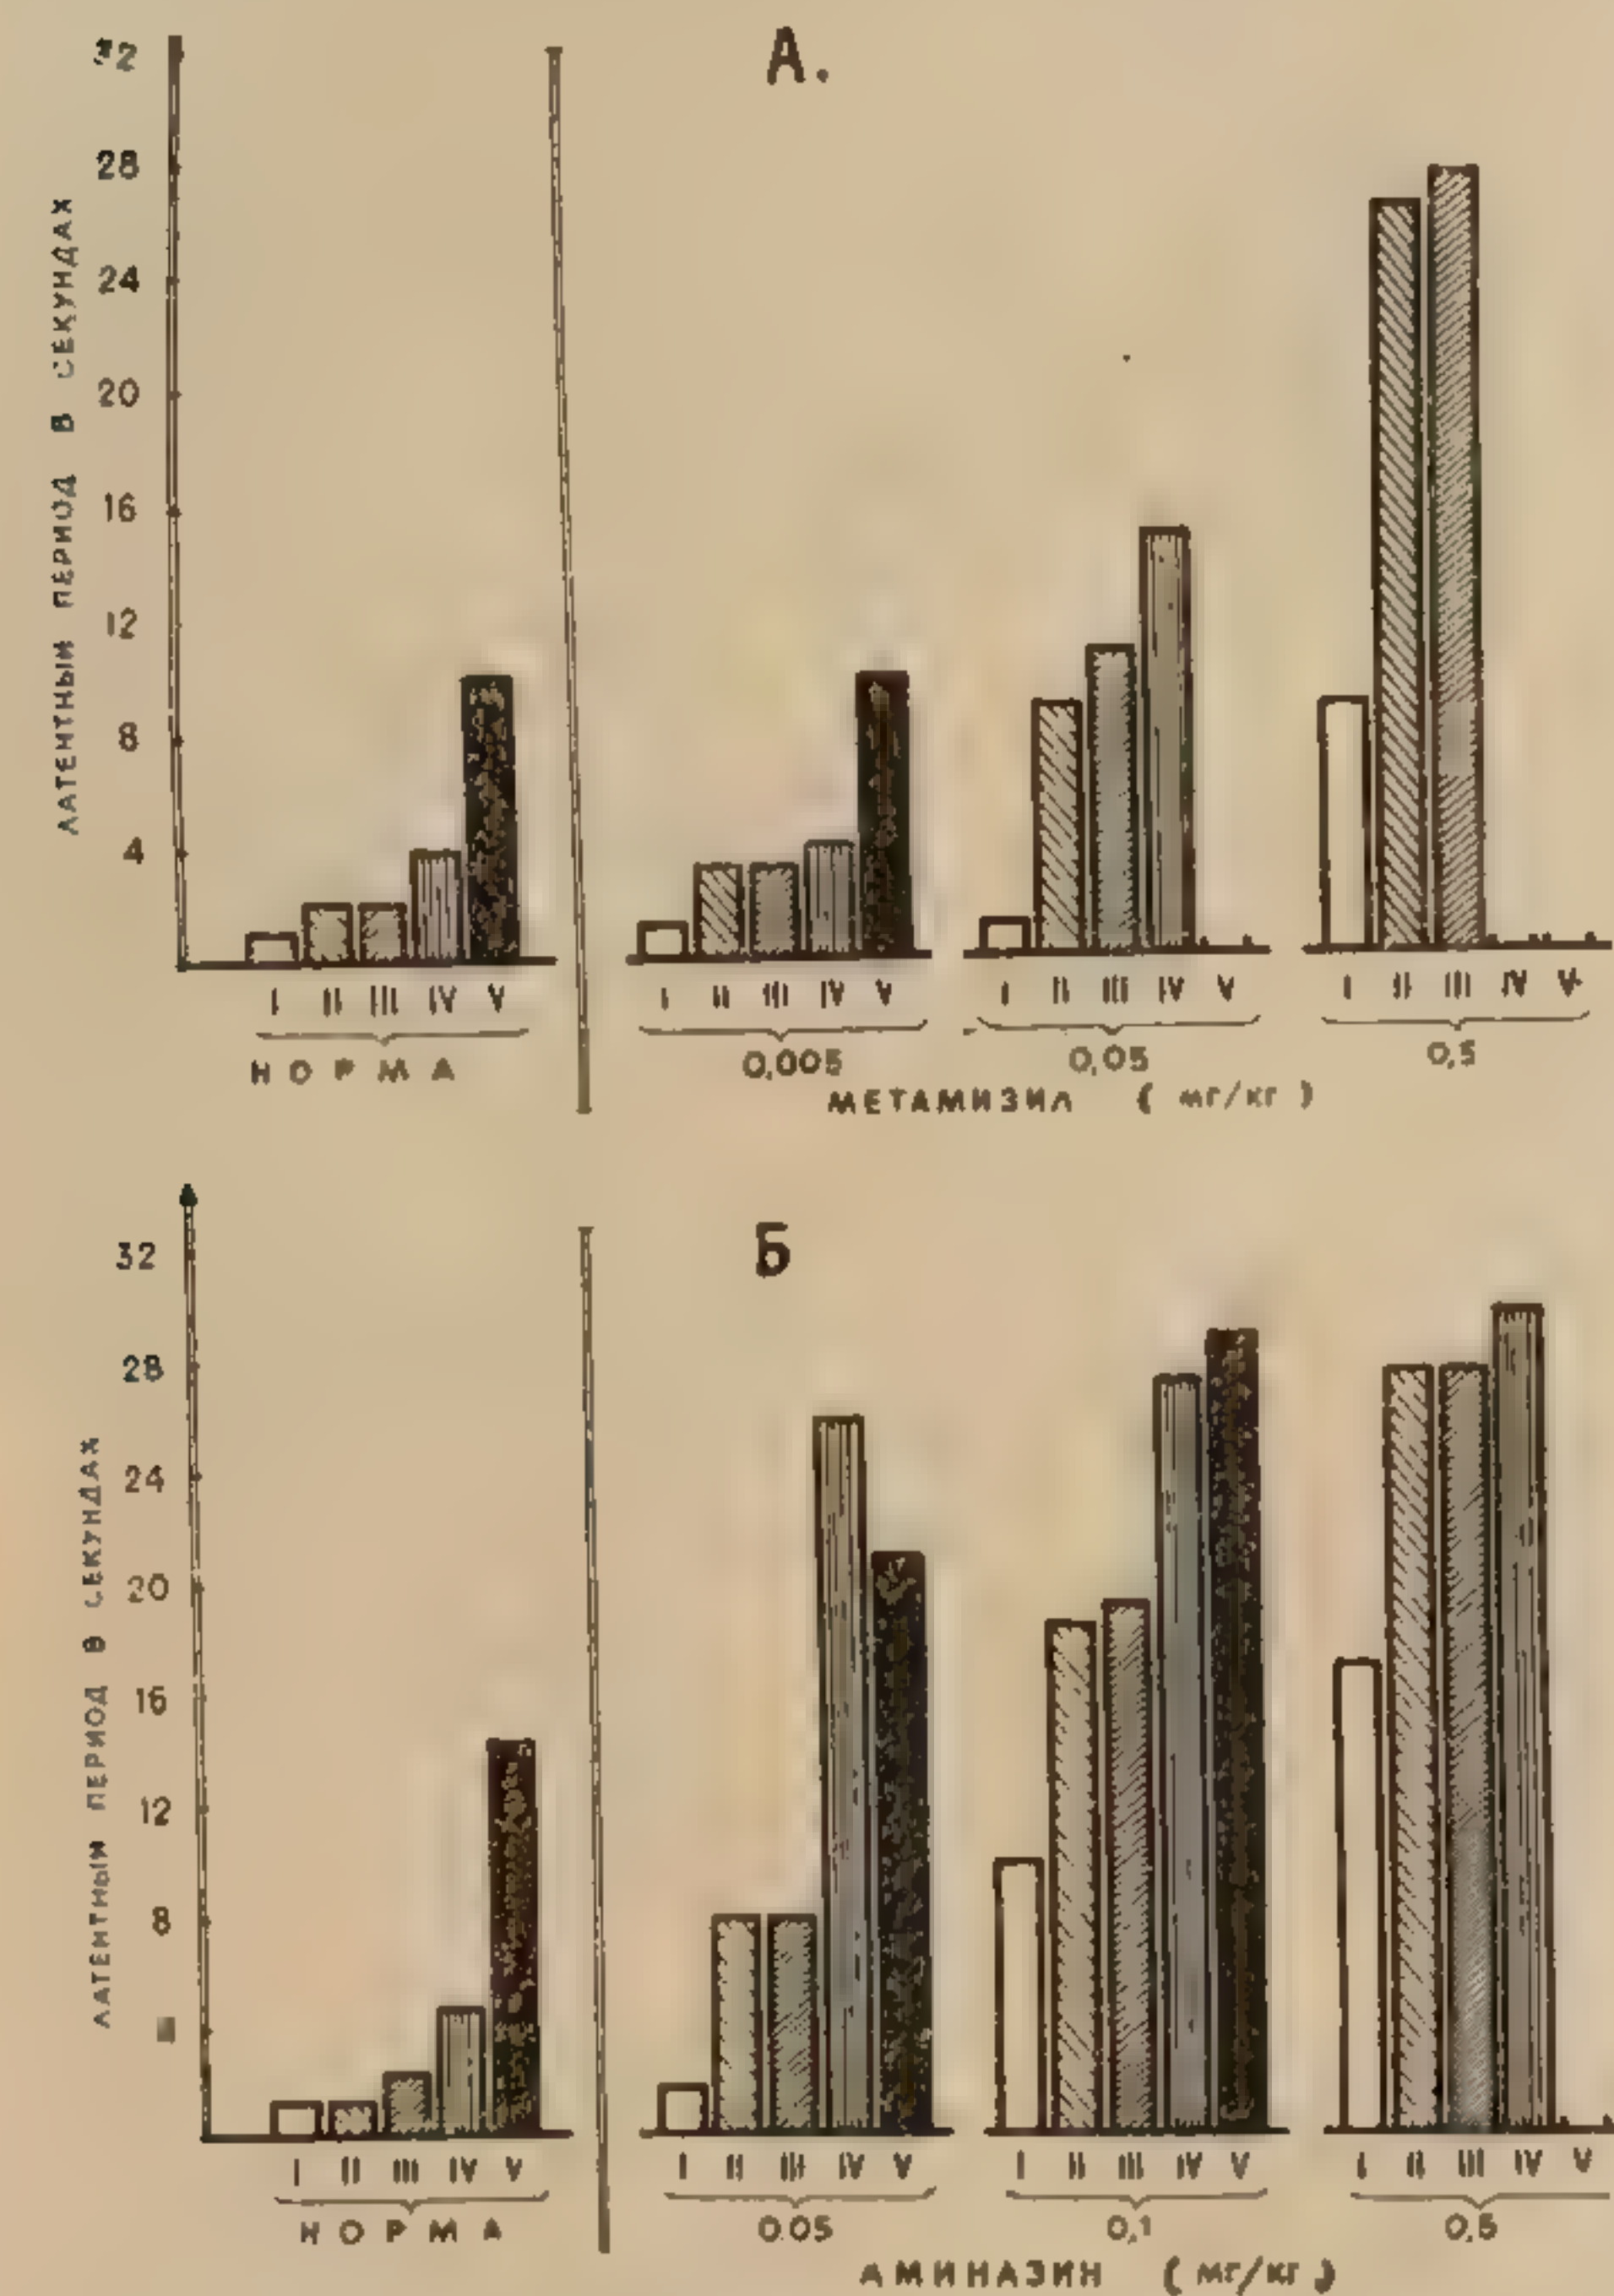 А.
32
28
24
20
16
12
8
4
ЛАТЕНТНЫЙ ПЕРИОД В СЕКУНДАХ
I II III IV V
I II III IV V
I II III IV V
I II III IV V
НОРМА
0,005
0,05
0,5
МЕТАМИЗИЛ ( мг/кг )
Б
32
28
24
20
16
12
8
ЛАТЕНТНЫЙ ПЕРИОД В СЕКУНДАХ
I II III IV V
I II III IV V
I II III IV V
I II III IV V
НОРМА
0.05
0,1
0,5
АМИНАЗИН ( мг/кг )